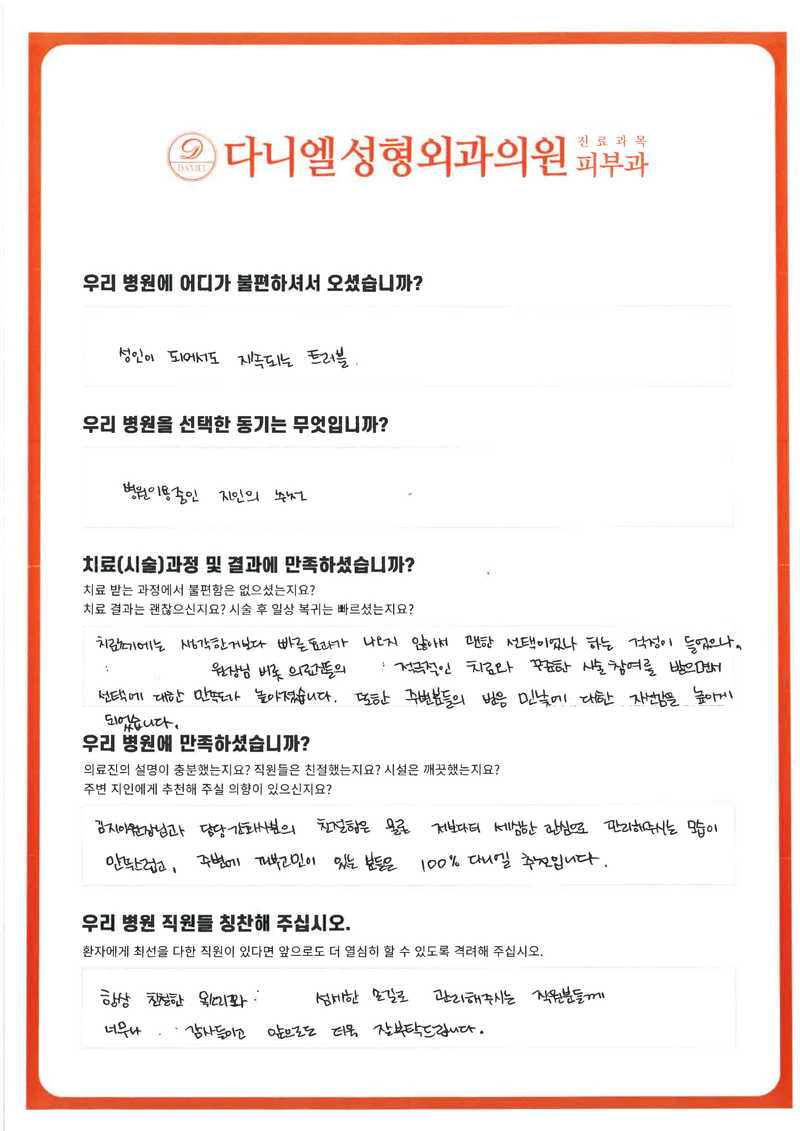 DANIEL 다니엘성형외과의원 진료과목 피부과
우리 병원에 어디가 불편하셔서 오셨습니까?
성인이 되어서도 지속되는 트러블.
우리 병원을 선택한 동기는 무엇입니까?
병원이용중인 지인의 추천
치료(시술)과정 및 결과에 만족하셨습니까?
치료 받는 과정에서 불편함은 없으셨는지요?
치료 결과는 괜찮으신지요? 시술 후 일상 복귀는 빠르셨는지요?
생각한거보다 빠른효과가 나오지 않아서 괜한 선택이었나 하는 걱정이 들었으나,
원장님 비롯 의료진들의 적극적인 치료와 꾸준한 시술참여를 받으면서
선택에 대한 만족도가 높아졌습니다. 또한 주변분들의 반응 민낯에 대한 자존감을 높아게
되었습니다.
우리 병원에 만족하셨습니까?
의료진의 설명이 충분했는지요? 직원들은 친절했는지요? 시설은 깨끗했는지요?
주변 지인에게 추천해 주실 의향이 있으신지요?
김지아원장님과 담당간호사분의 친절함은 물론 저보다더 세심한 관심으로 관리해주시는 모습이
만족스럽고, 주변에 피부고민이 있는 분들은 100% 다니엘 추천입니다.
우리 병원 직원들 칭찬해 주십시오.
환자에게 최선을 다한 직원이 있다면 앞으로도 더 열심히 할 수 있도록 격려해 주십시오.
항상 친절한 목소리와 섬세한 손길로 관리해주시는 직원분들께
너무나 감사드리고 앞으로도 더욱 잘부탁드립니다.